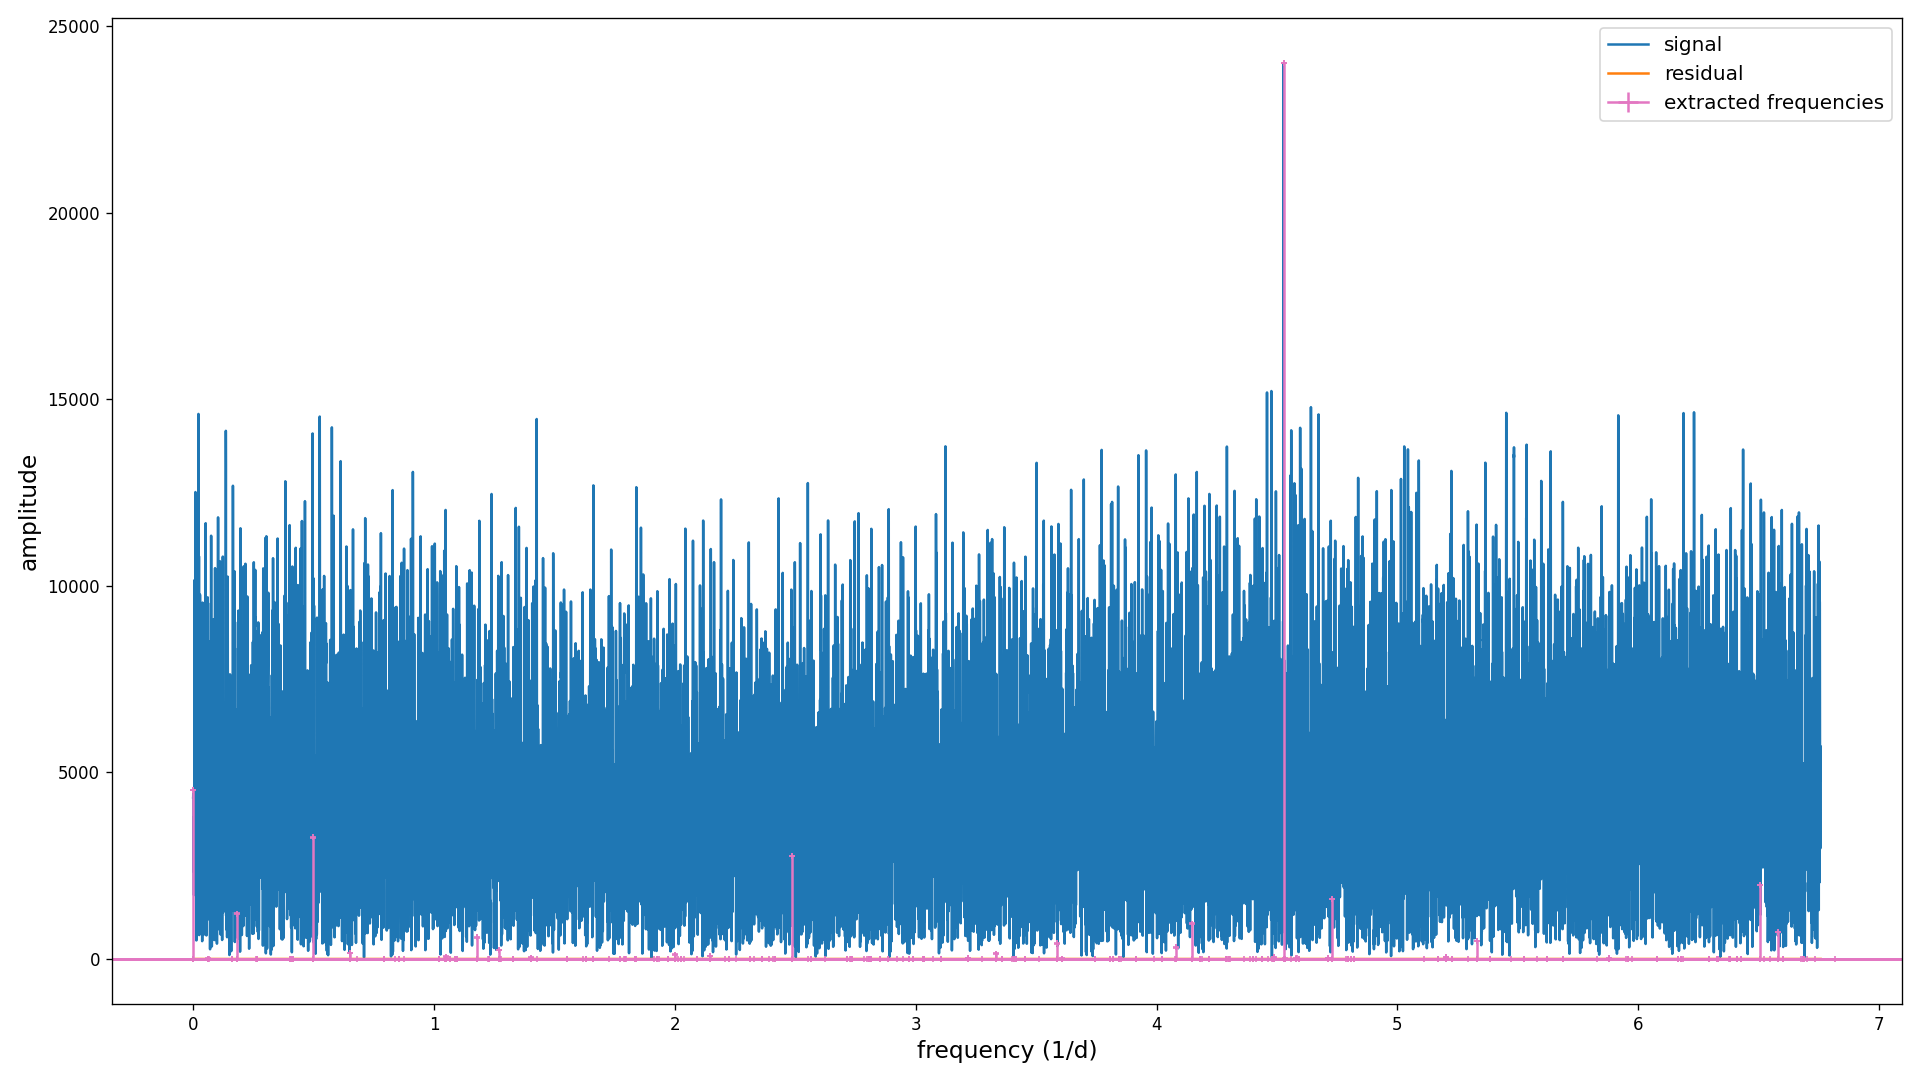 25000
20000
15000
10000
5000
0
amplitude
signal
residual
extracted frequencies
0 1 2 3 4 5 6 7
frequency (1/d)